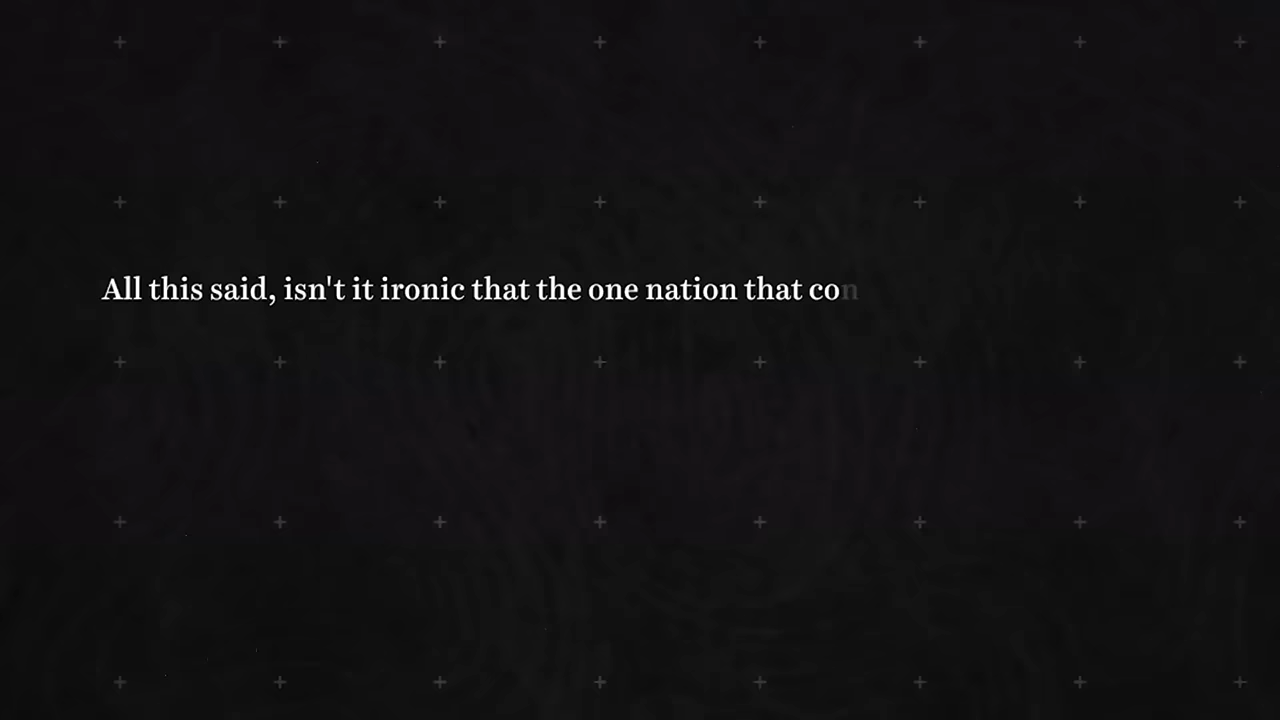 All this said, isn't it ironic that the one nation that con